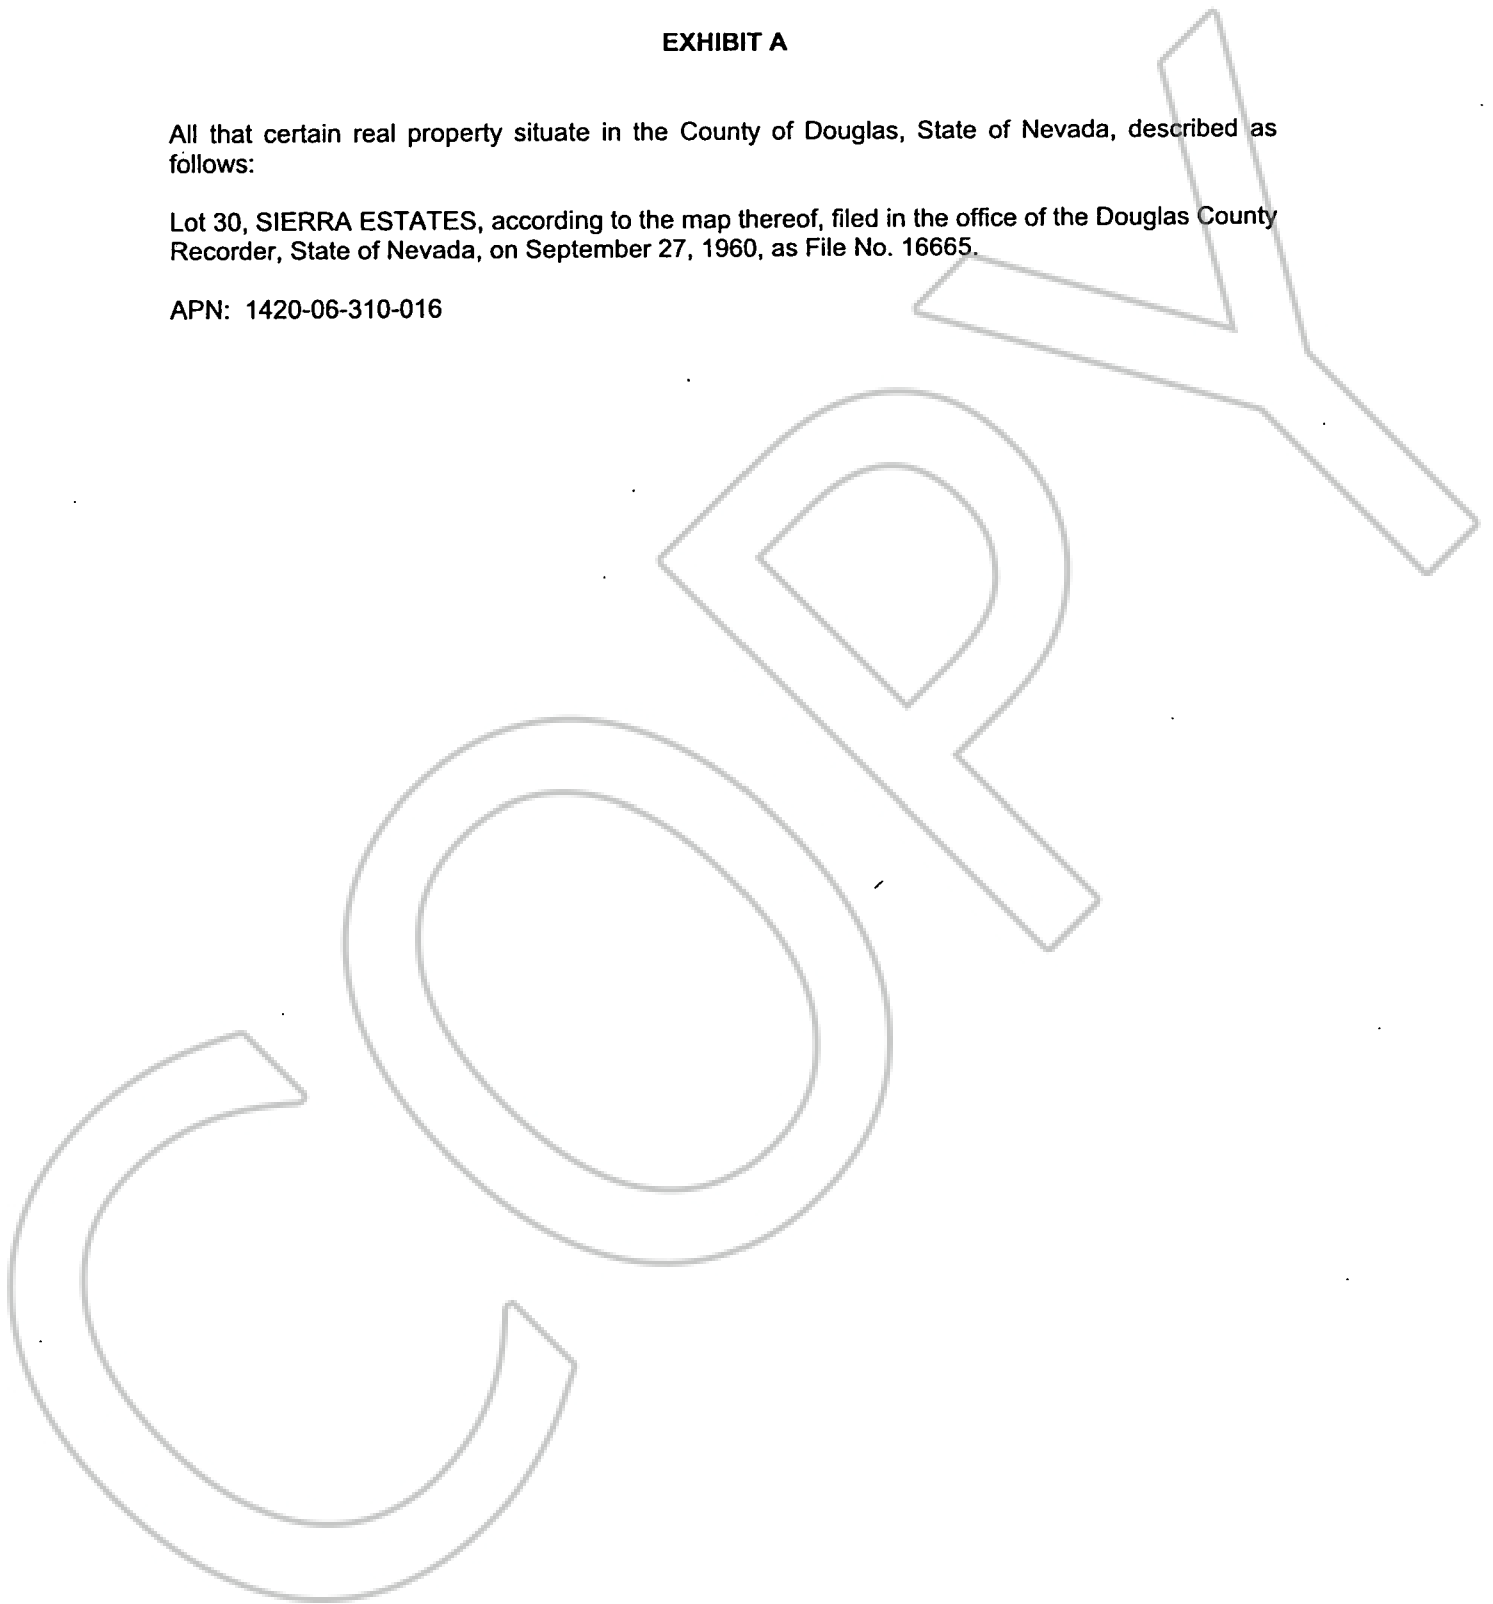 EXHIBIT A
All that certain real property situate in the County of Douglas, State of Nevada, described as
follows:
Lot 30, SIERRA ESTATES, according to the map thereof, filed in the office of the Douglas County
Recorder, State of Nevada, on September 27, 1960, as File No. 16665.
APN: 1420-06-310-016
COPY